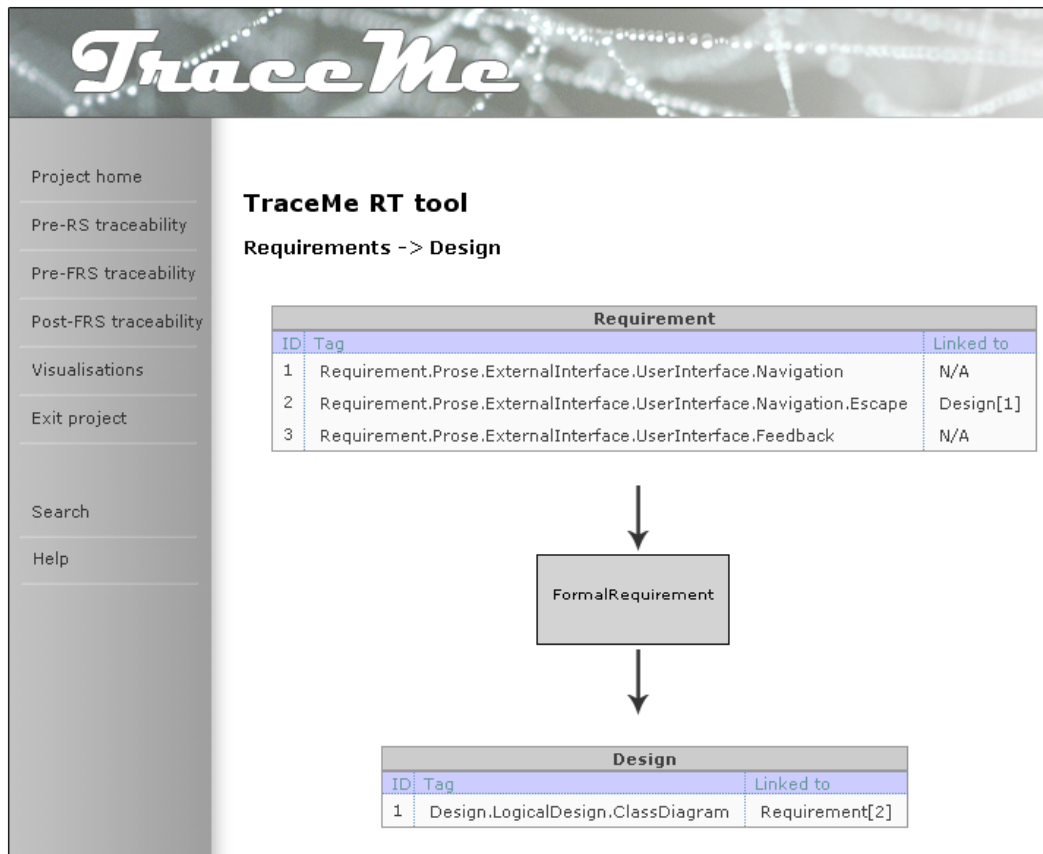 TraceMe
Project home
Pre-RS traceability
Pre-FRS traceability
Post-FRS traceability
Visualisations
Exit project
Search
Help
TraceMe RT tool
Requirements -> Design
Requirement
ID Tag Linked to
1 Requirement.Prose.ExternalInterface.UserInterface.Navigation N/A
2 Requirement.Prose.ExternalInterface.UserInterface.Navigation.Escape Design[1]
3 Requirement.Prose.ExternalInterface.UserInterface.Feedback N/A
FormalRequirement
Design
ID Tag Linked to
1 Design.LogicalDesign.ClassDiagram Requirement[2]